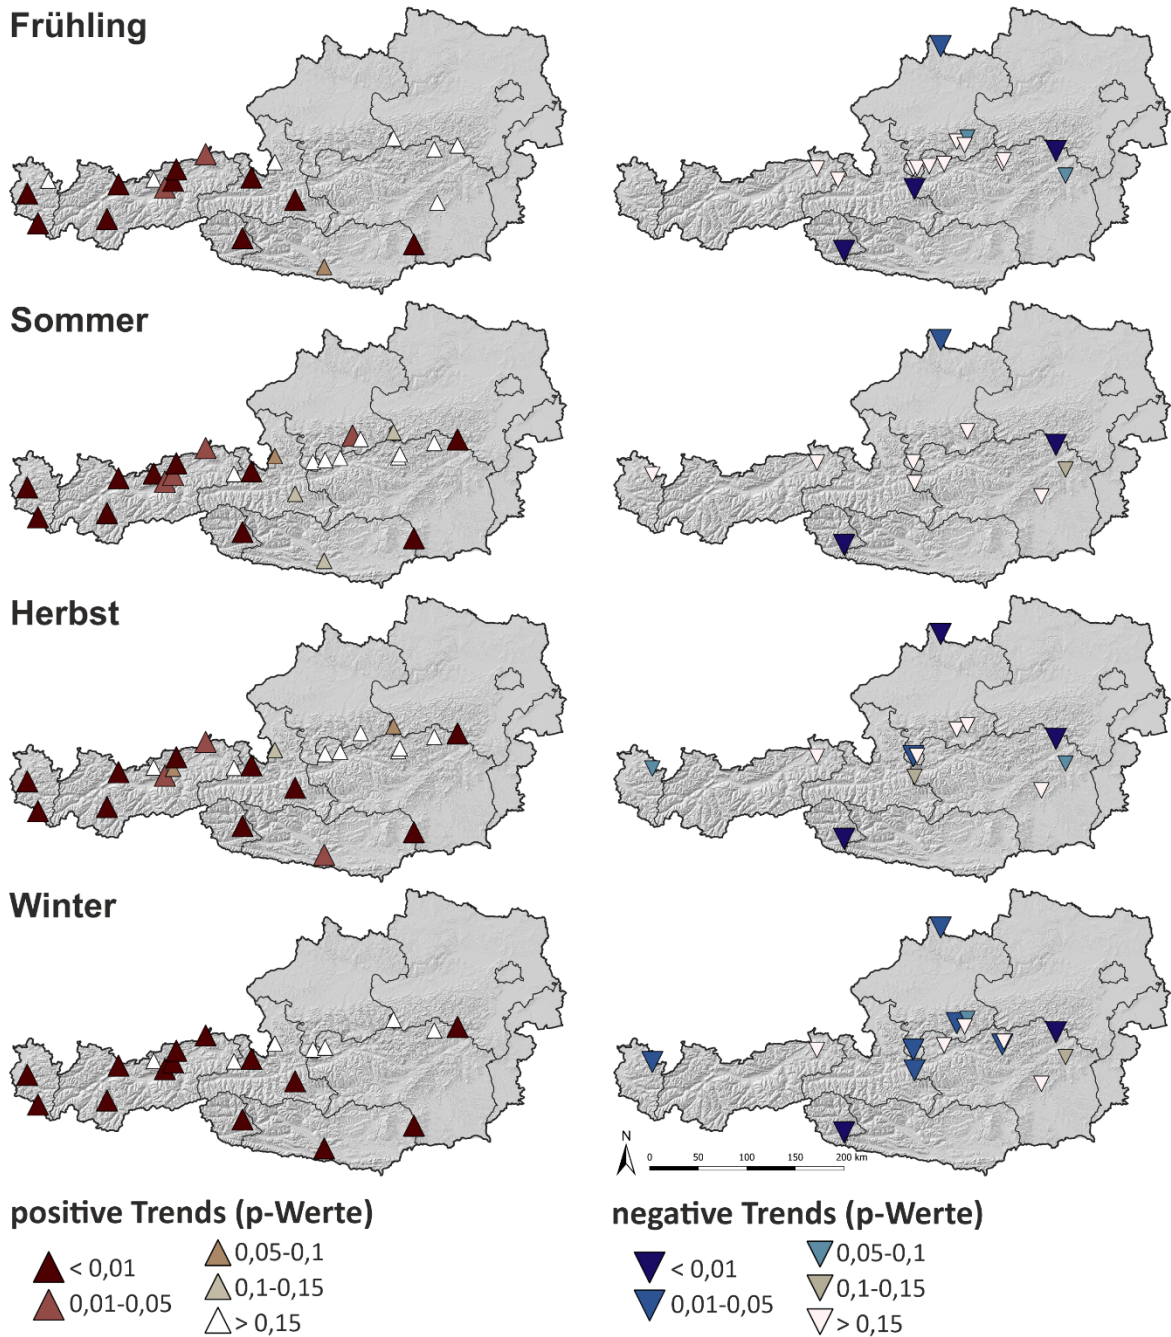 Frühling
Sommer
Herbst
Winter
N
0 50 100 150 200 km
positive Trends (p-Werte)
< 0,01
0,01-0,05
0,05-0,1
0,1-0,15
> 0,15
negative Trends (p-Werte)
< 0,01
0,01-0,05
0,05-0,1
0,1-0,15
> 0,15